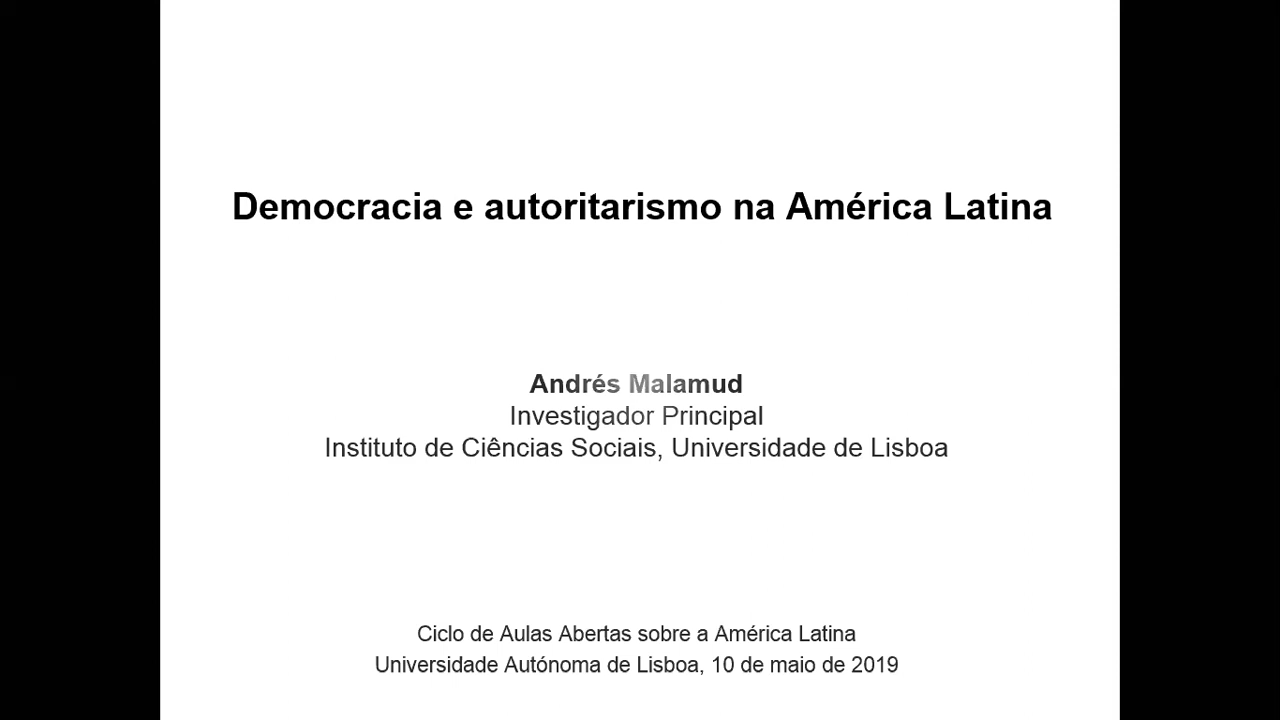 Democracia e autoritarismo na América Latina
Andrés Malamud
Investigador Principal
Instituto de Ciências Sociais, Universidade de Lisboa
Ciclo de Aulas Abertas sobre a América Latina
Universidade Autónoma de Lisboa, 10 de maio de 2019